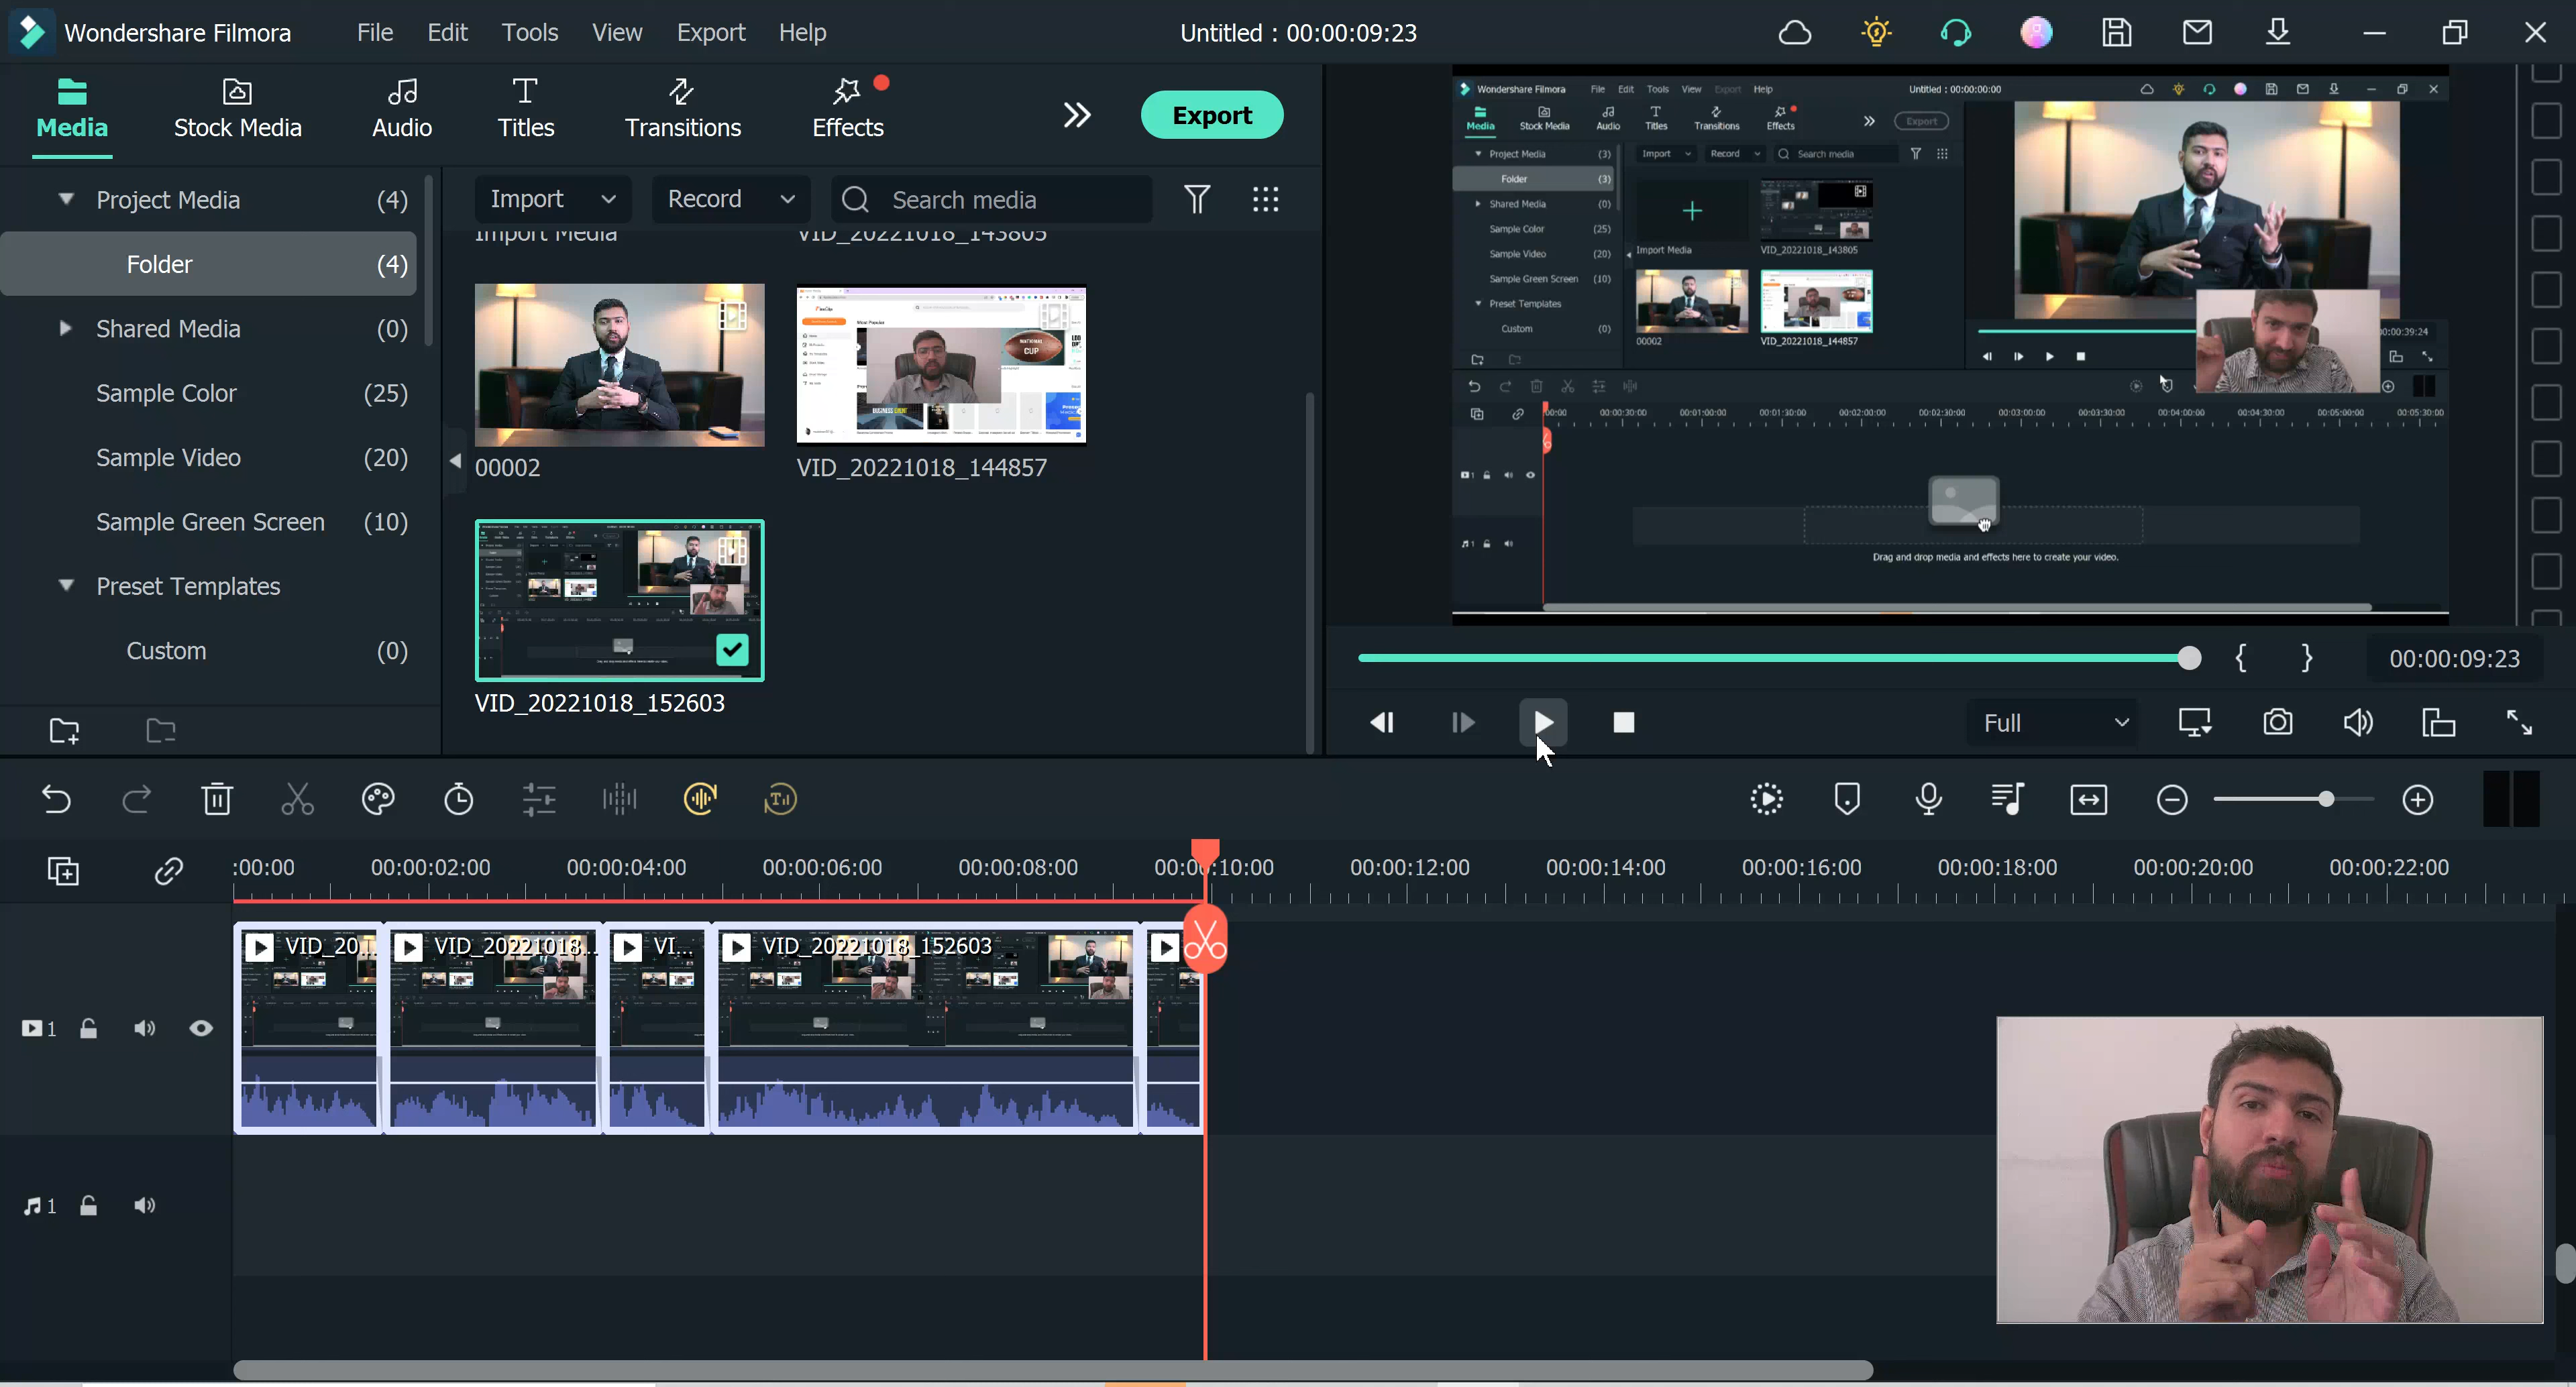 Wondershare Filmora File Edit Tools View Export Help Untitled : 00:00:09:23
Media Stock Media Audio Titles Transitions Effects Export
Project Media (4)
Folder (4)
Shared Media (0)
Sample Color (25)
Sample Video (20)
Sample Green Screen (10)
Preset Templates
Custom (0)
Import Record Search media
Import Media VID_20221018_143805
00002 VID_20221018_144857
VID_20221018_152603
Wondershare Filmora File Edit Tools View Export Help Untitled : 00:00:00:00
Media Stock Media Audio Titles Transitions Effects Export
Project Media (3) Import Record Search media
Folder (3)
Shared Media (0)
Sample Color (25)
Sample Video (20) Import Media VID_20221018_143805
Sample Green Screen (10)
Preset Templates
Custom (0)
00002 VID_20221018_144857
00:00:39:24
00:00 00:00:30:00 00:01:00:00 00:01:30:00 00:02:00:00 00:02:30:00 00:03:00:00 00:03:30:00 00:04:00:00 00:04:30:00 00:05:00:00 00:05:30:00
1
Drag and drop media and effects here to create your video.
1
00:00:09:23
Full
:00:00 00:00:02:00 00:00:04:00 00:00:06:00 00:00:08:00 00:00:10:00 00:00:12:00 00:00:14:00 00:00:16:00 00:00:18:00 00:00:20:00 00:00:22:00
VID_20... VID_20221018... VI... VID_20221018_152603
1
1